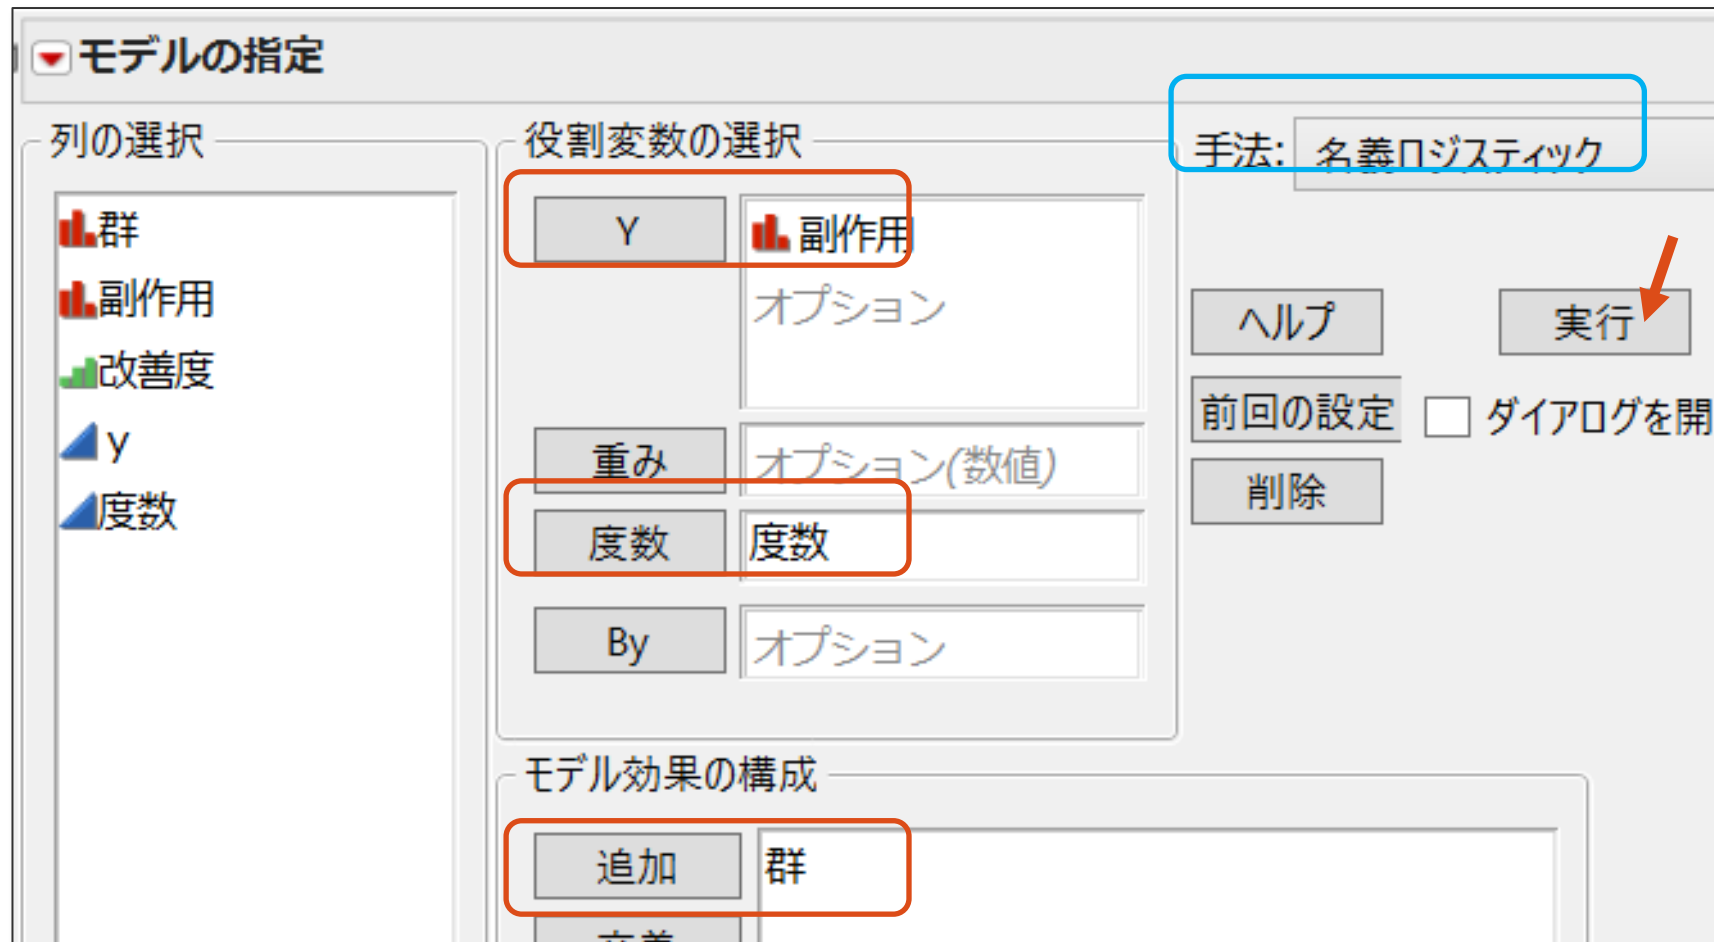 モデルの指定
列の選択
群
副作用
改善度
y
度数
役割変数の選択
Y
副作用
オプション
重み
オプション(数値)
度数
度数
By
オプション
手法:
名義ロジスティック
ヘルプ
実行
前回の設定
ダイアログを開
削除
モデル効果の構成
追加
群